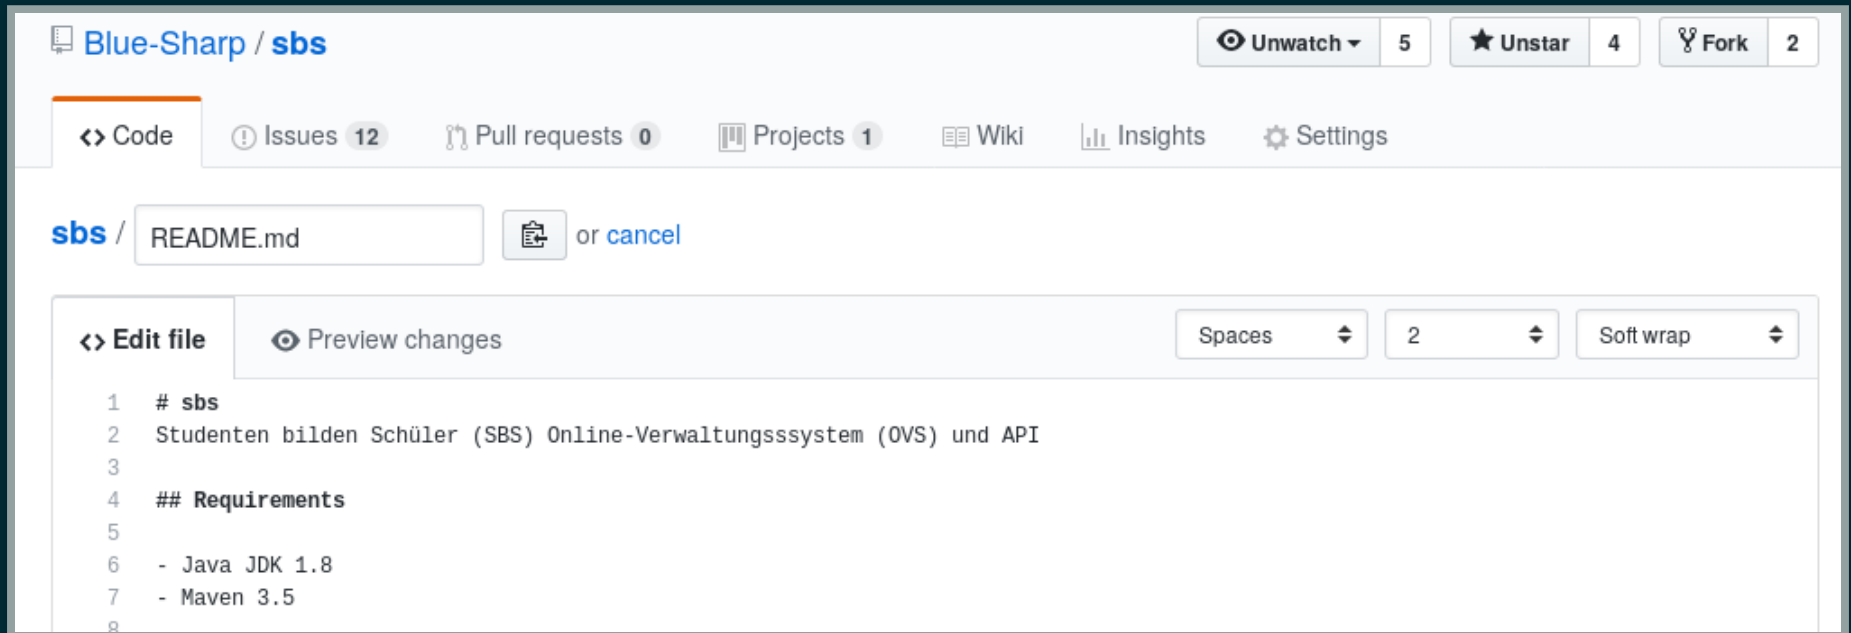 Blue-Sharp / sbs
Unwatch 5 Unstar 4 Fork 2
Code Issues 12 Pull requests 0 Projects 1 Wiki Insights Settings
sbs / README.md or cancel
Edit file Preview changes Spaces 2 Soft wrap
1 # sbs
2 Studenten bilden Schüler (SBS) Online-Verwaltungsssystem (OVS) und API
3
4 ## Requirements
5
6 - Java JDK 1.8
7 - Maven 3.5
8